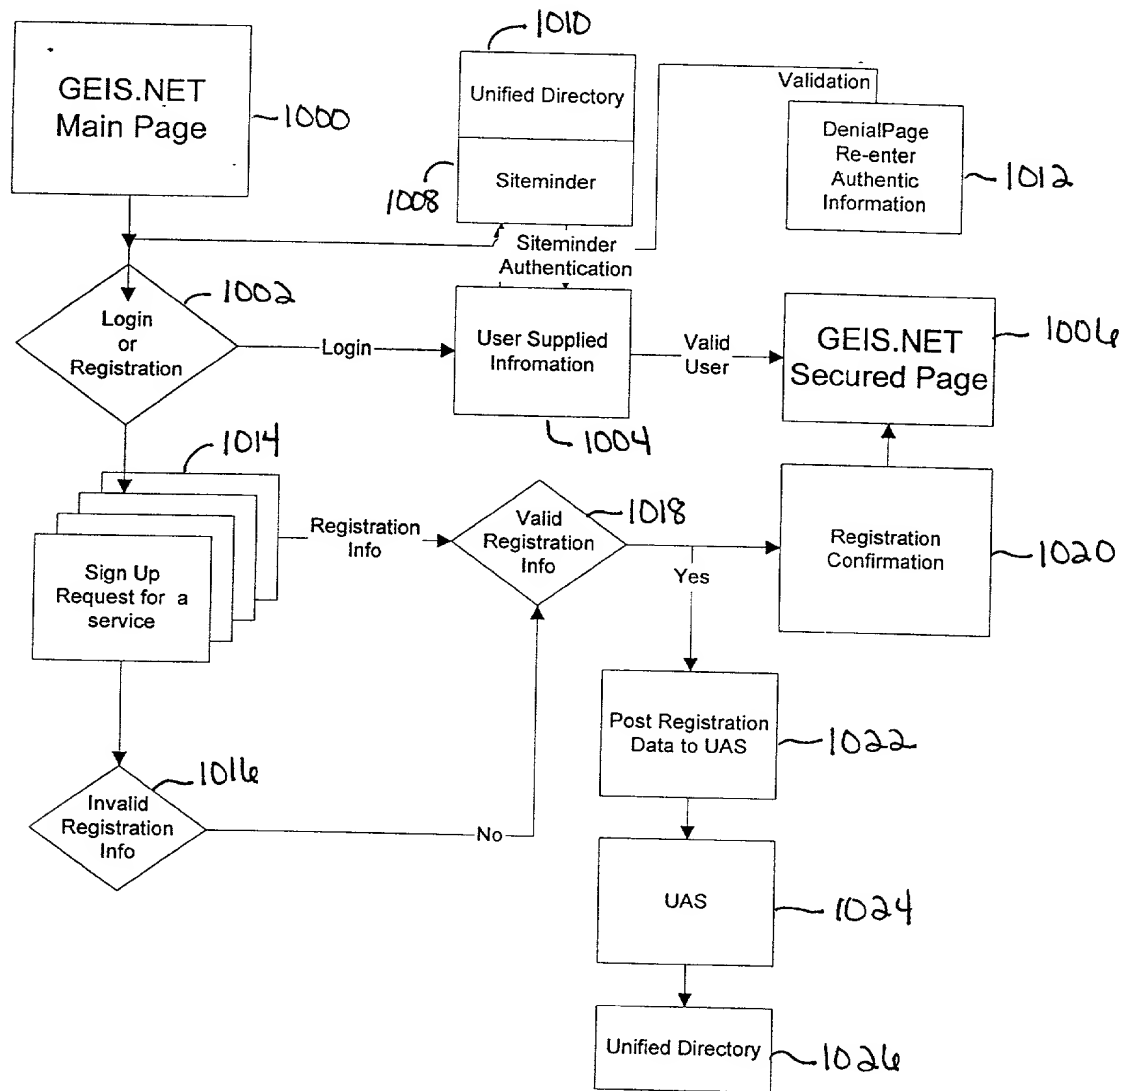 GEIS.NET
Main Page
1000
1010
Unified Directory
Siteminder
1008
Validation
DenialPage
Re-enter
Authentic
Information
1012
Siteminder
Authentication
1002
Login
or
Registration
Login
User Supplied
Infromation
1004
Valid
User
GEIS.NET
Secured Page
1006
1014
Sign Up
Request for a
service
Registration
Info
Valid
Registration
Info
1018
Yes
Registration
Confirmation
1020
Invalid
Registration
Info
1016
No
Post Registration
Data to UAS
1022
UAS
1024
Unified Directory
1026